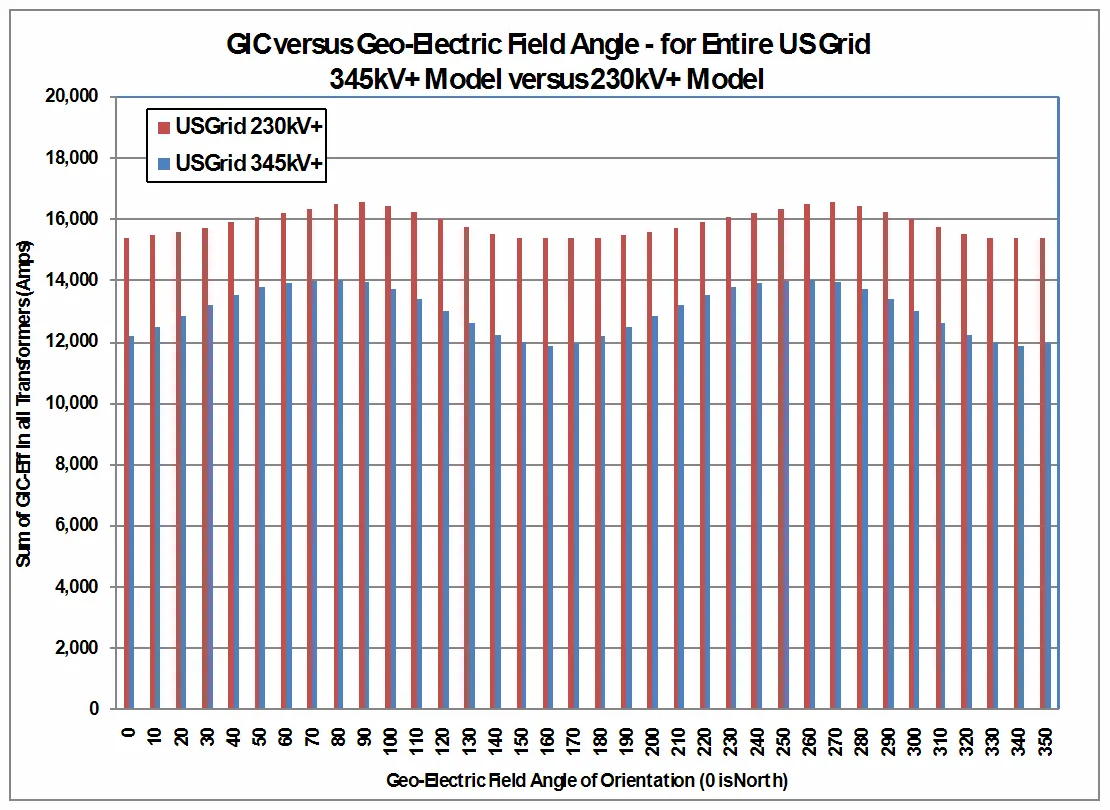 GIC versus Geo-Electric Field Angle - for Entire US Grid
345kV+ Model versus 230kV+ Model
20,000
18,000
16,000
14,000
12,000
10,000
8,000
6,000
4,000
2,000
0
USGrid 230kV+
USGrid 345kV+
Sum of GIC-Eff In all Transformers (Amps)
0 10 20 30 40 50 60 70 80 90 100 110 120 130 140 150 160 170 180 190 200 210 220 230 240 250 260 270 280 290 300 310 320 330 340 350
Geo-Electric Field Angle of Orientation (0 is North)